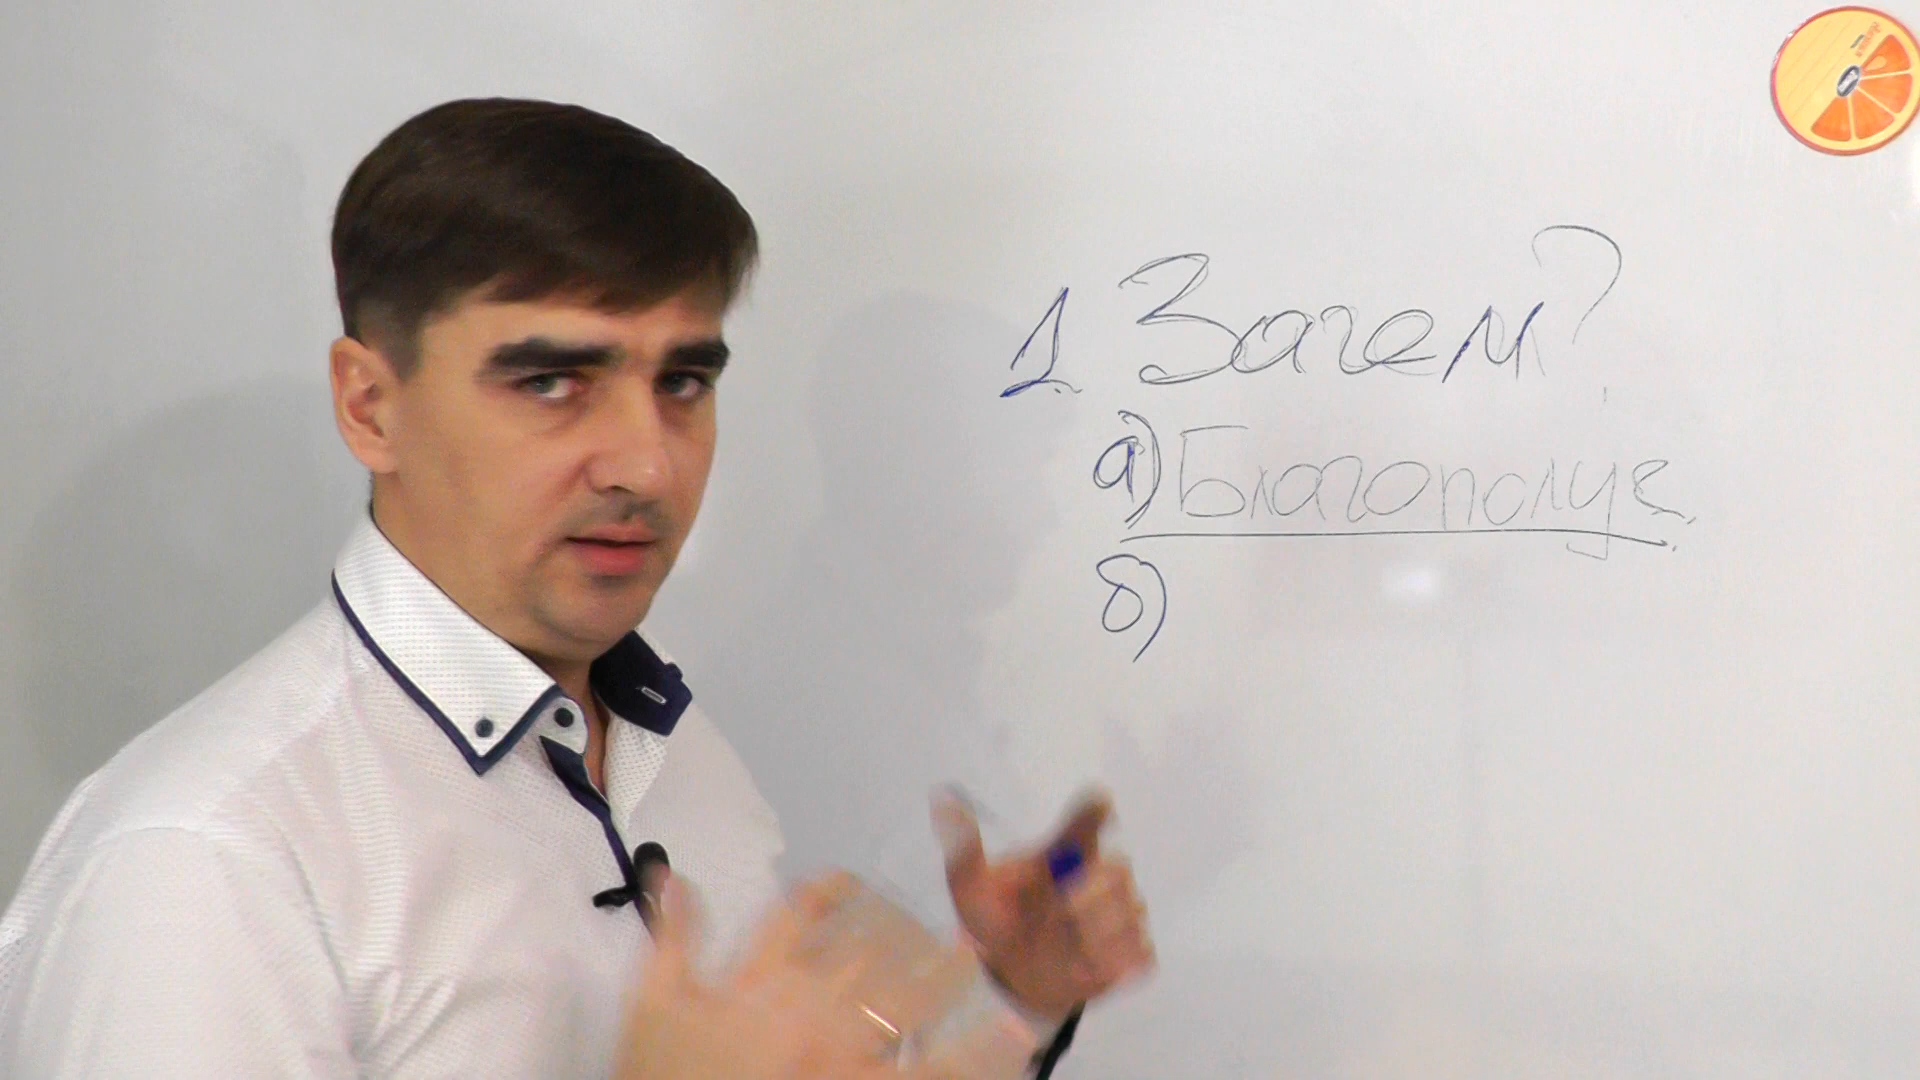 1. Зачем?
а) Благополуч.
б)